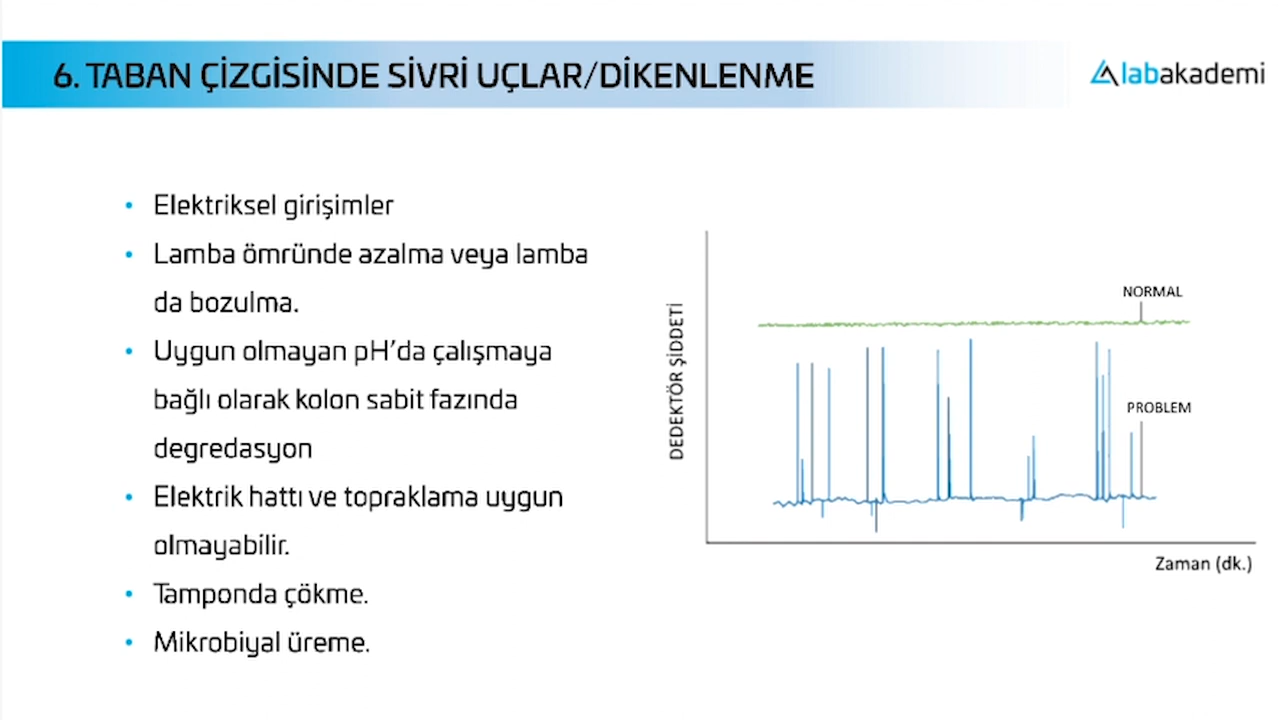 6. TABAN ÇİZGİSİNDE SİVRİ UÇLAR/DİKENLENME
labakademi
• Elektriksel girişimler
• Lamba ömründe azalma veya lamba
da bozulma.
• Uygun olmayan pH'da çalışmaya
bağlı olarak kolon sabit fazında
degredasyon
• Elektrik hattı ve topraklama uygun
olmayabilir.
• Tamponda çökme.
• Mikrobiyal üreme.
DEDEKTÖR ŞİDDETİ
NORMAL
PROBLEM
Zaman (dk.)